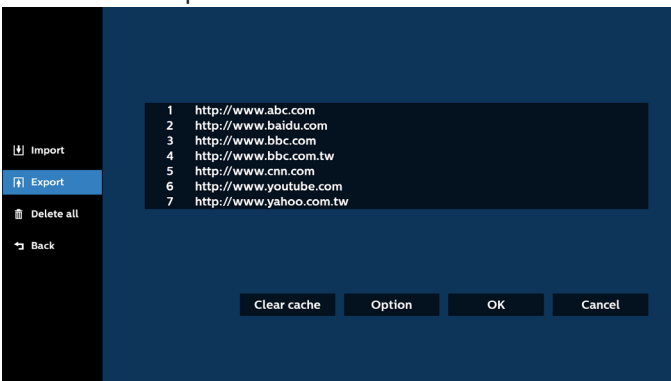 1 http://www.abc.com
2 http://www.baidu.com
3 http://www.bbc.com
4 http://www.bbc.com.tw
5 http://www.cnn.com
6 http://www.youtube.com
7 http://www.yahoo.com.tw
Import
Export
Delete all
Back
Clear cache Option OK Cancel